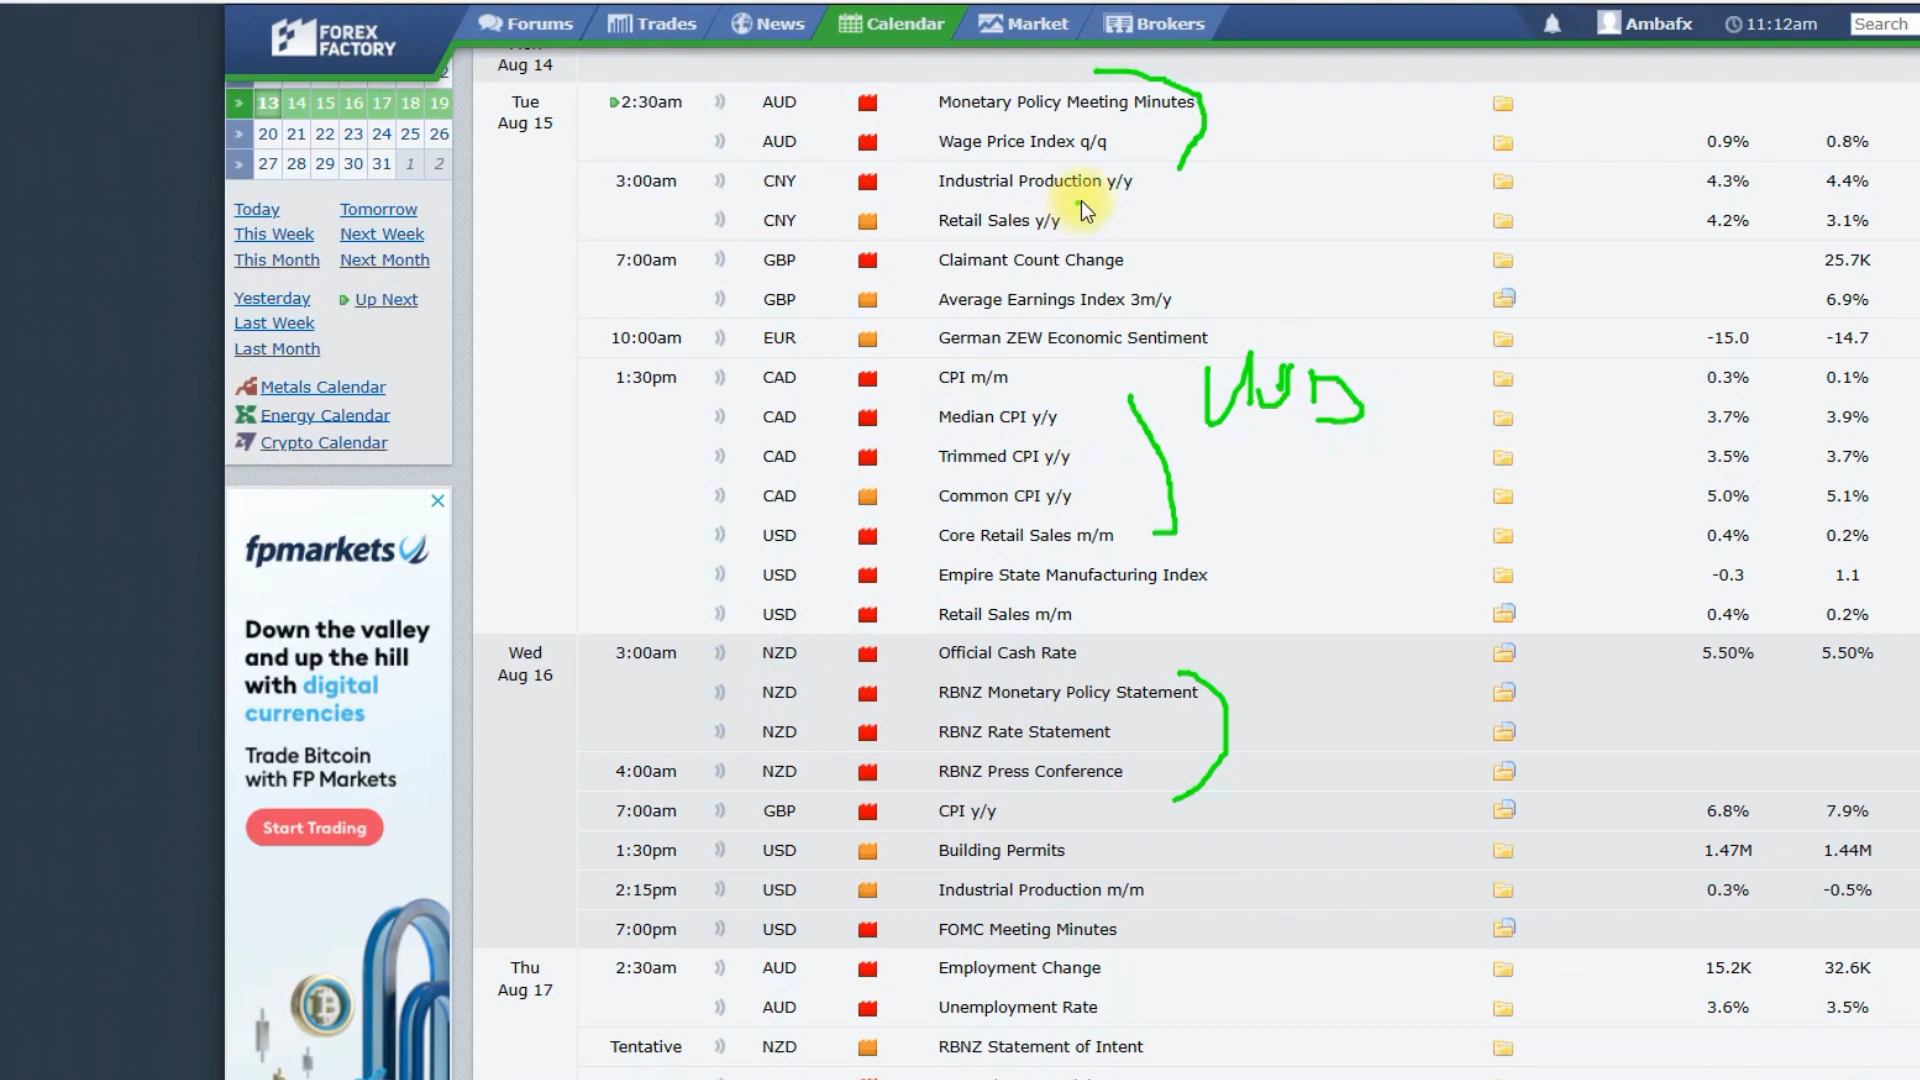 FOREX FACTORY
Forums Trades News Calendar Market Brokers Ambafx 11:12am Search
2
» 13 14 15 16 17 18 19
» 20 21 22 23 24 25 26
» 27 28 29 30 31 1 2
Today Tomorrow
This Week Next Week
This Month Next Month
Yesterday Up Next
Last Week
Last Month
Metals Calendar
Energy Calendar
Crypto Calendar
fpmarkets
Down the valley
and up the hill
with digital
currencies
Trade Bitcoin
with FP Markets
Start Trading
Aug 14
Tue Aug 15 2:30am AUD Monetary Policy Meeting Minutes
AUD Wage Price Index q/q 0.9% 0.8%
3:00am CNY Industrial Production y/y 4.3% 4.4%
CNY Retail Sales y/y 4.2% 3.1%
7:00am GBP Claimant Count Change 25.7K
GBP Average Earnings Index 3m/y 6.9%
10:00am EUR German ZEW Economic Sentiment -15.0 -14.7
1:30pm CAD CPI m/m 0.3% 0.1%
USD
CAD Median CPI y/y 3.7% 3.9%
CAD Trimmed CPI y/y 3.5% 3.7%
CAD Common CPI y/y 5.0% 5.1%
USD Core Retail Sales m/m 0.4% 0.2%
USD Empire State Manufacturing Index -0.3 1.1
USD Retail Sales m/m 0.4% 0.2%
Wed Aug 16 3:00am NZD Official Cash Rate 5.50% 5.50%
NZD RBNZ Monetary Policy Statement
NZD RBNZ Rate Statement
4:00am NZD RBNZ Press Conference
7:00am GBP CPI y/y 6.8% 7.9%
1:30pm USD Building Permits 1.47M 1.44M
2:15pm USD Industrial Production m/m 0.3% -0.5%
7:00pm USD FOMC Meeting Minutes
Thu Aug 17 2:30am AUD Employment Change 15.2K 32.6K
AUD Unemployment Rate 3.6% 3.5%
Tentative NZD RBNZ Statement of Intent